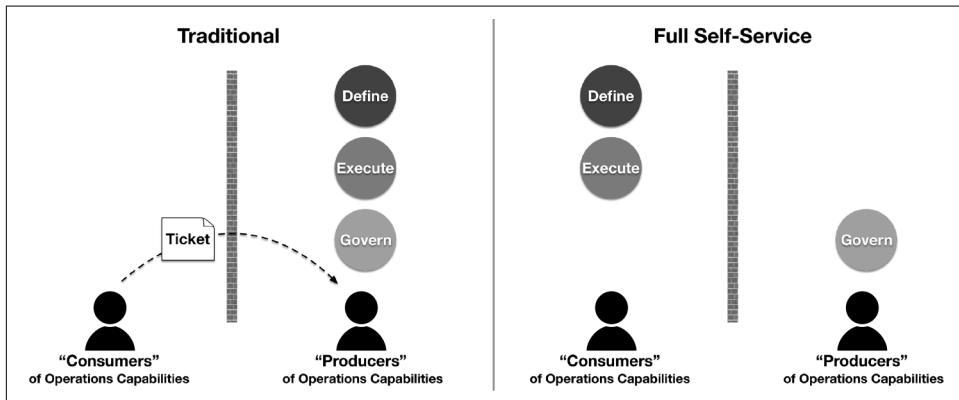 Traditional
Define
Execute
Govern
Ticket
“Consumers”
of Operations Capabilities
“Producers”
of Operations Capabilities
Full Self-Service
Define
Execute
Govern
“Consumers”
of Operations Capabilities
“Producers”
of Operations Capabilities